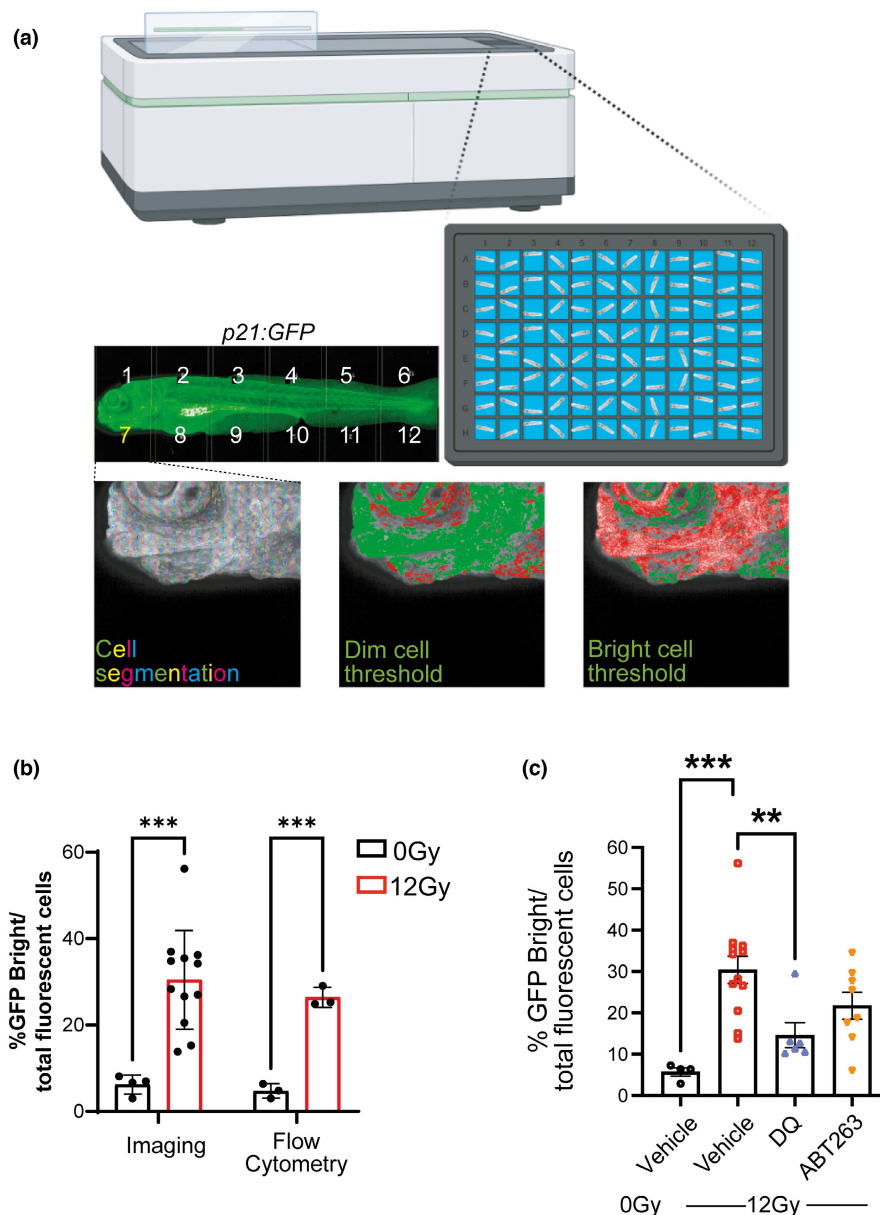 (a)
1 2 3 4 5 6 7 8 9 10 11 12
A
B
C
D
E
F
G
H
p21:GFP
1 2 3 4 5 6
7 8 9 10 11 12
Cell
segmentation
Dim cell
threshold
Bright cell
threshold
(b)
*** ***
0Gy
12Gy
%GFP Bright/
total fluorescent cells
60
40
20
0
Imaging
Flow
Cytometry
(c)
***
**
% GFP Bright/
total fluorescent cells
60
50
40
30
20
10
0
Vehicle
Vehicle
DQ
ABT263
0Gy
12Gy